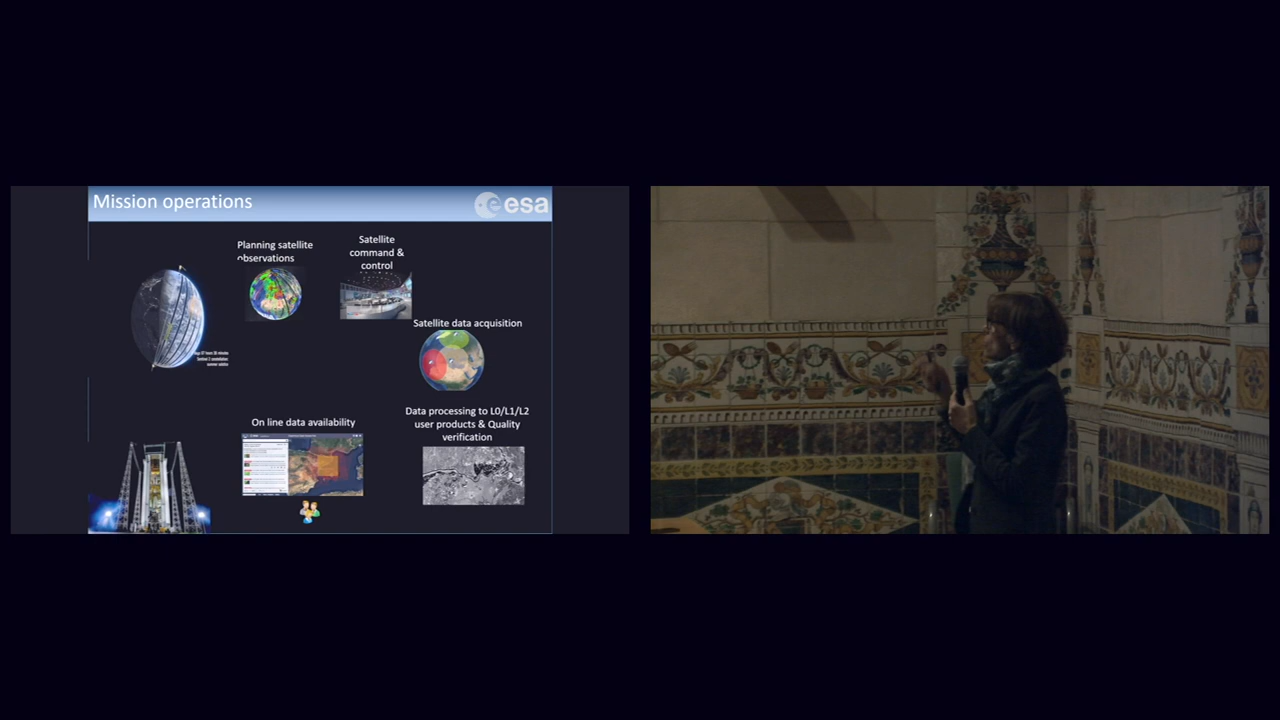 Mission operations
esa
Planning satellite
observations
Satellite
command &
control
Satellite data acquisition
On line data availability
Data processing to L0/L1/L2
user products & Quality
verification